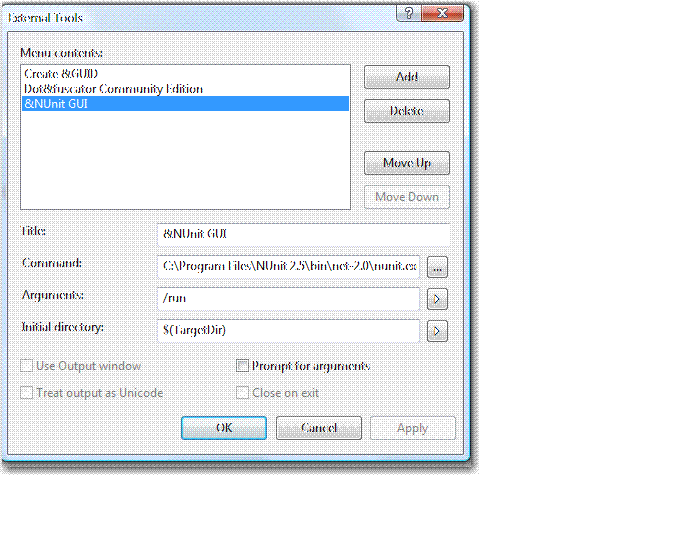 External Tools
?
Menu contents:
Create &GUID
Dot&fuscator Community Edition
&NUnit GUI
Add
Delete
Move Up
Move Down
Title:
&NUnit GUI
Command:
C:\Program Files\NUnit 2.5\bin\net-2.0\nunit.ex
...
Arguments:
/run
Initial directory:
$(TargetDir)
Use Output window
Prompt for arguments
Treat output as Unicode
Close on exit
OK
Cancel
Apply